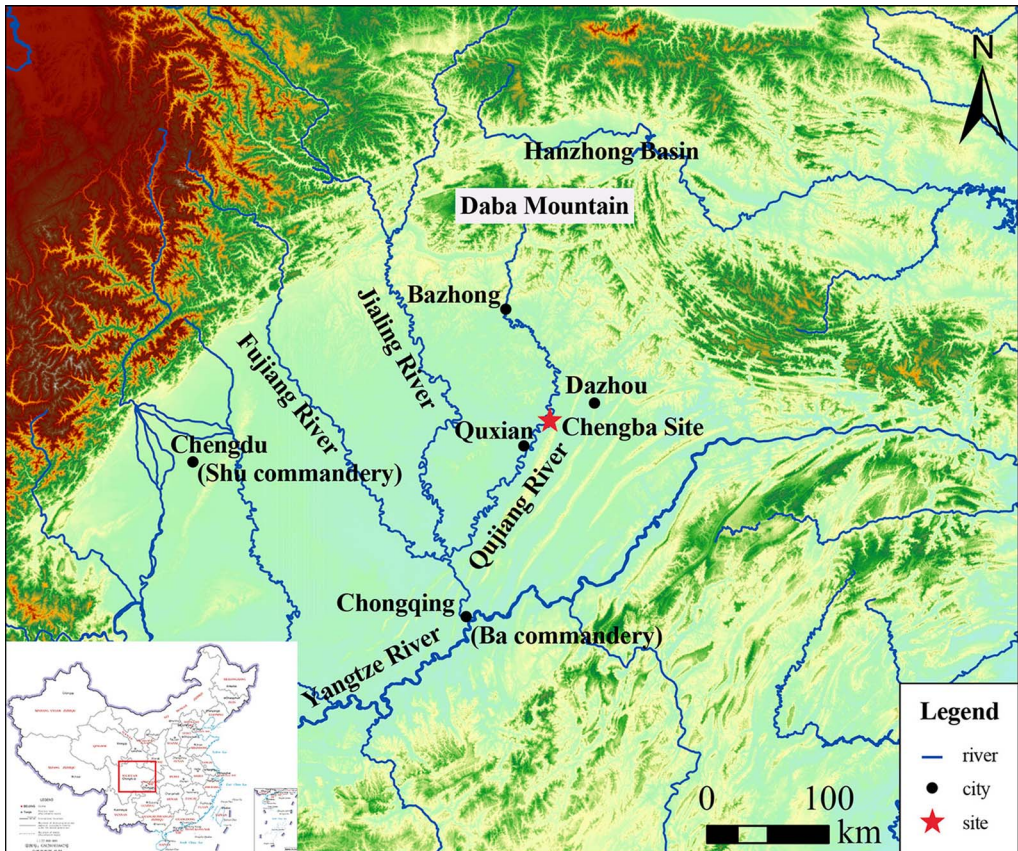 N
Hanzhong Basin
Daba Mountain
Bazhong
Jialing River
Fujiang River
Dazhou
Chengba Site
Quxian
Chengdu
(Shu commandery)
Qujiang River
Chongqing
(Ba commandery)
Yangtze River
Legend
river
city
site
0 100
km